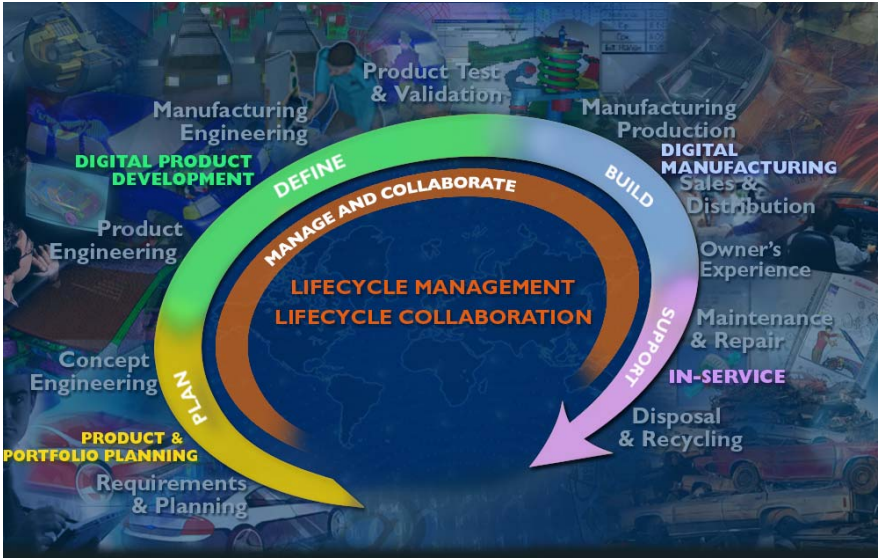 Product Test
& Validation
Manufacturing
Engineering
Manufacturing
Production
DIGITAL PRODUCT
DEVELOPMENT
DIGITAL
MANUFACTURING
DEFINE
BUILD
MANAGE AND COLLABORATE
Sales &
Distribution
Product
Engineering
Owner's
Experience
LIFECYCLE MANAGEMENT
LIFECYCLE COLLABORATION
Maintenance
& Repair
SUPPORT
Concept
Engineering
PLAN
IN-SERVICE
Disposal
& Recycling
PRODUCT &
PORTFOLIO PLANNING
Requirements
& Planning